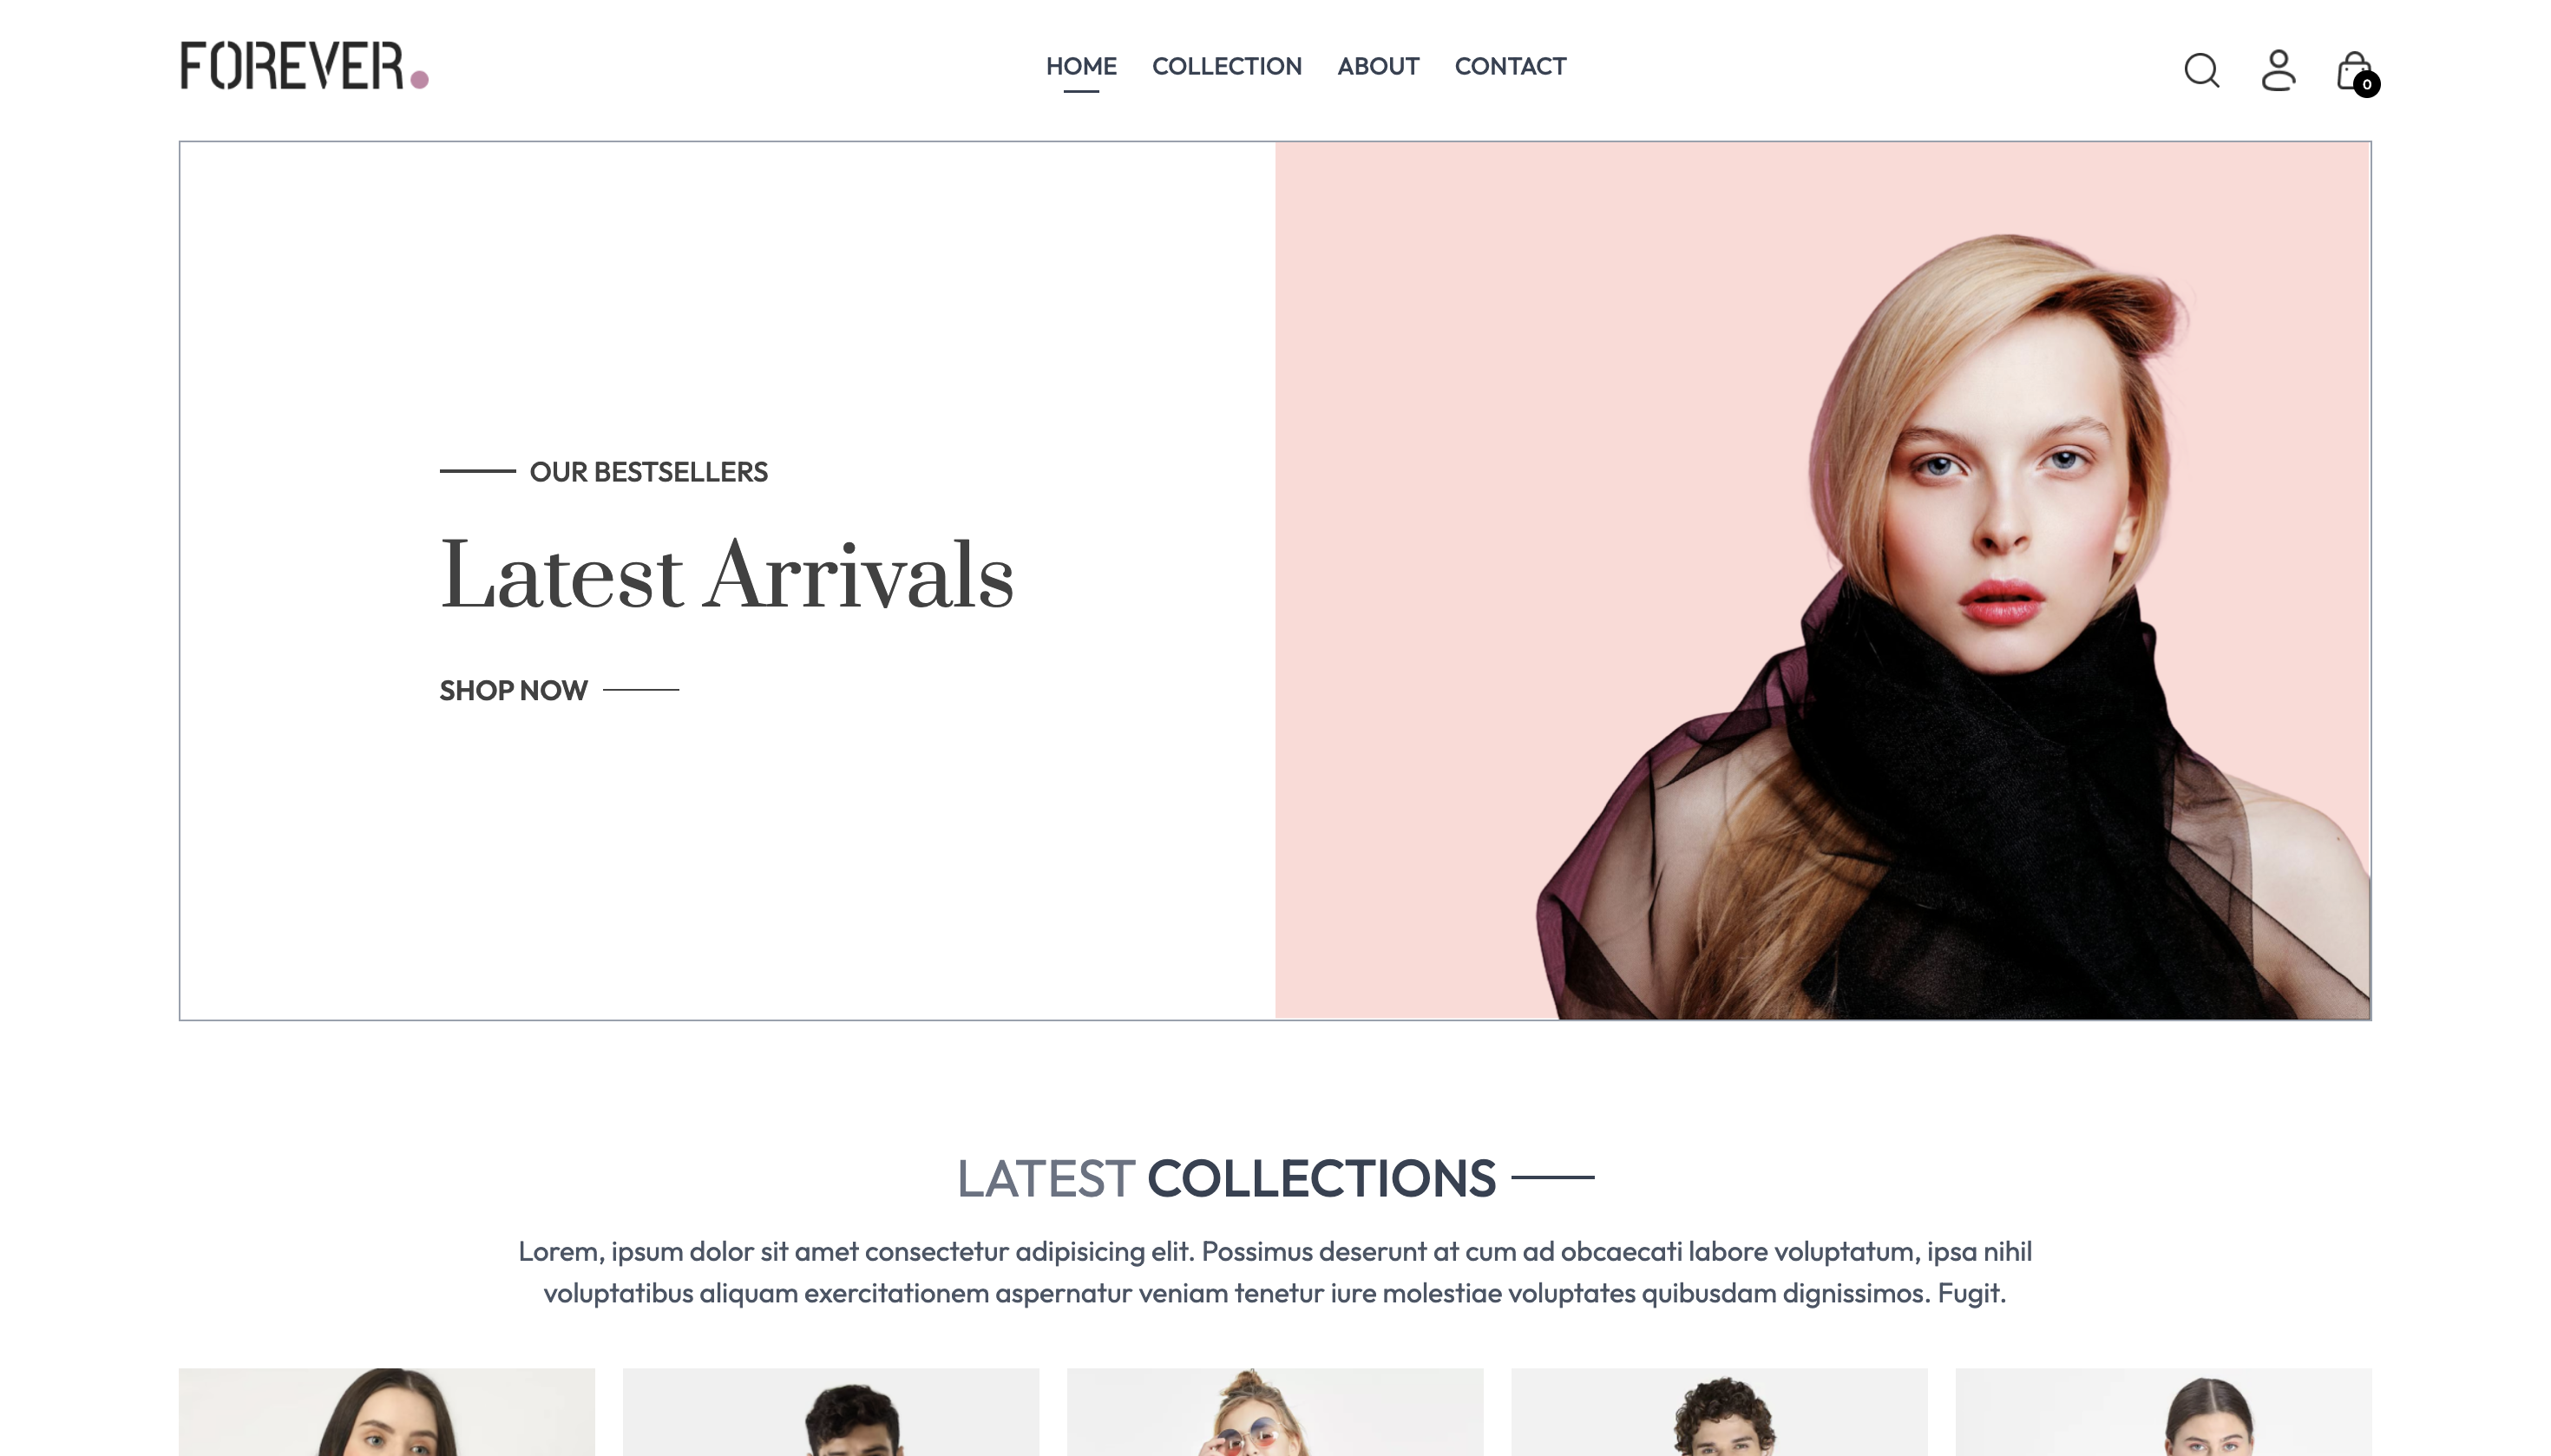 FOREVER.
HOME COLLECTION ABOUT CONTACT
0
OUR BESTSELLERS
Latest Arrivals
SHOP NOW
LATEST COLLECTIONS
Lorem, ipsum dolor sit amet consectetur adipisicing elit. Possimus deserunt at cum ad obcaecati labore voluptatum, ipsa nihil
voluptatibus aliquam exercitationem aspernatur veniam tenetur iure molestiae voluptates quibusdam dignissimos. Fugit.